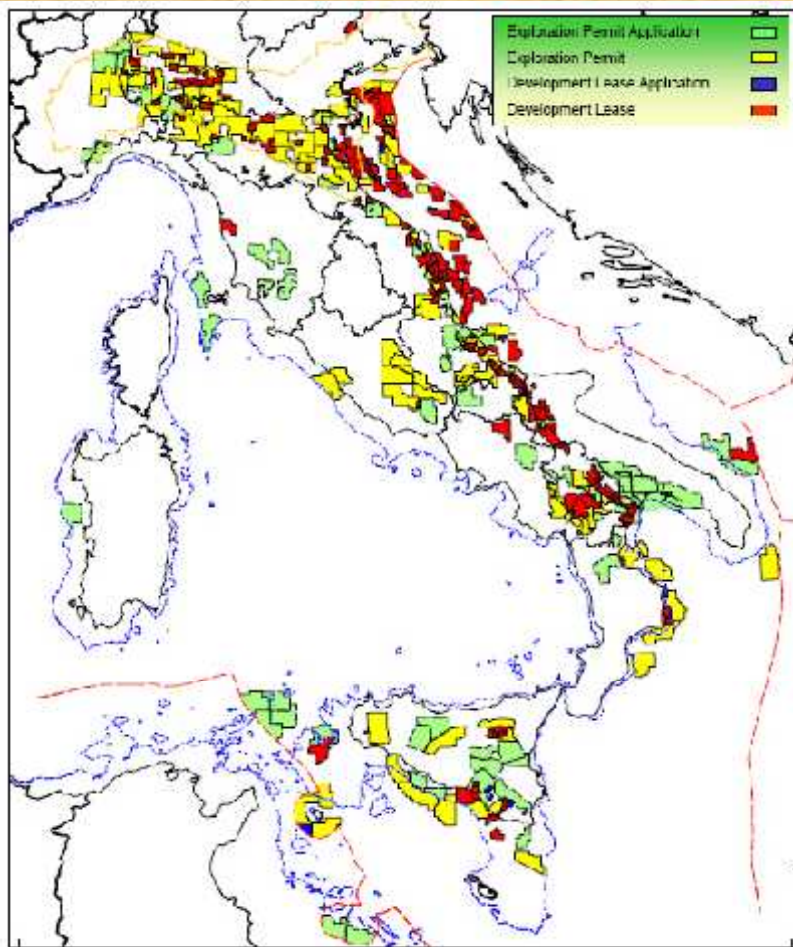 Exploration Permit Application
Exploration Permit
Development Lease Application
Development Lease